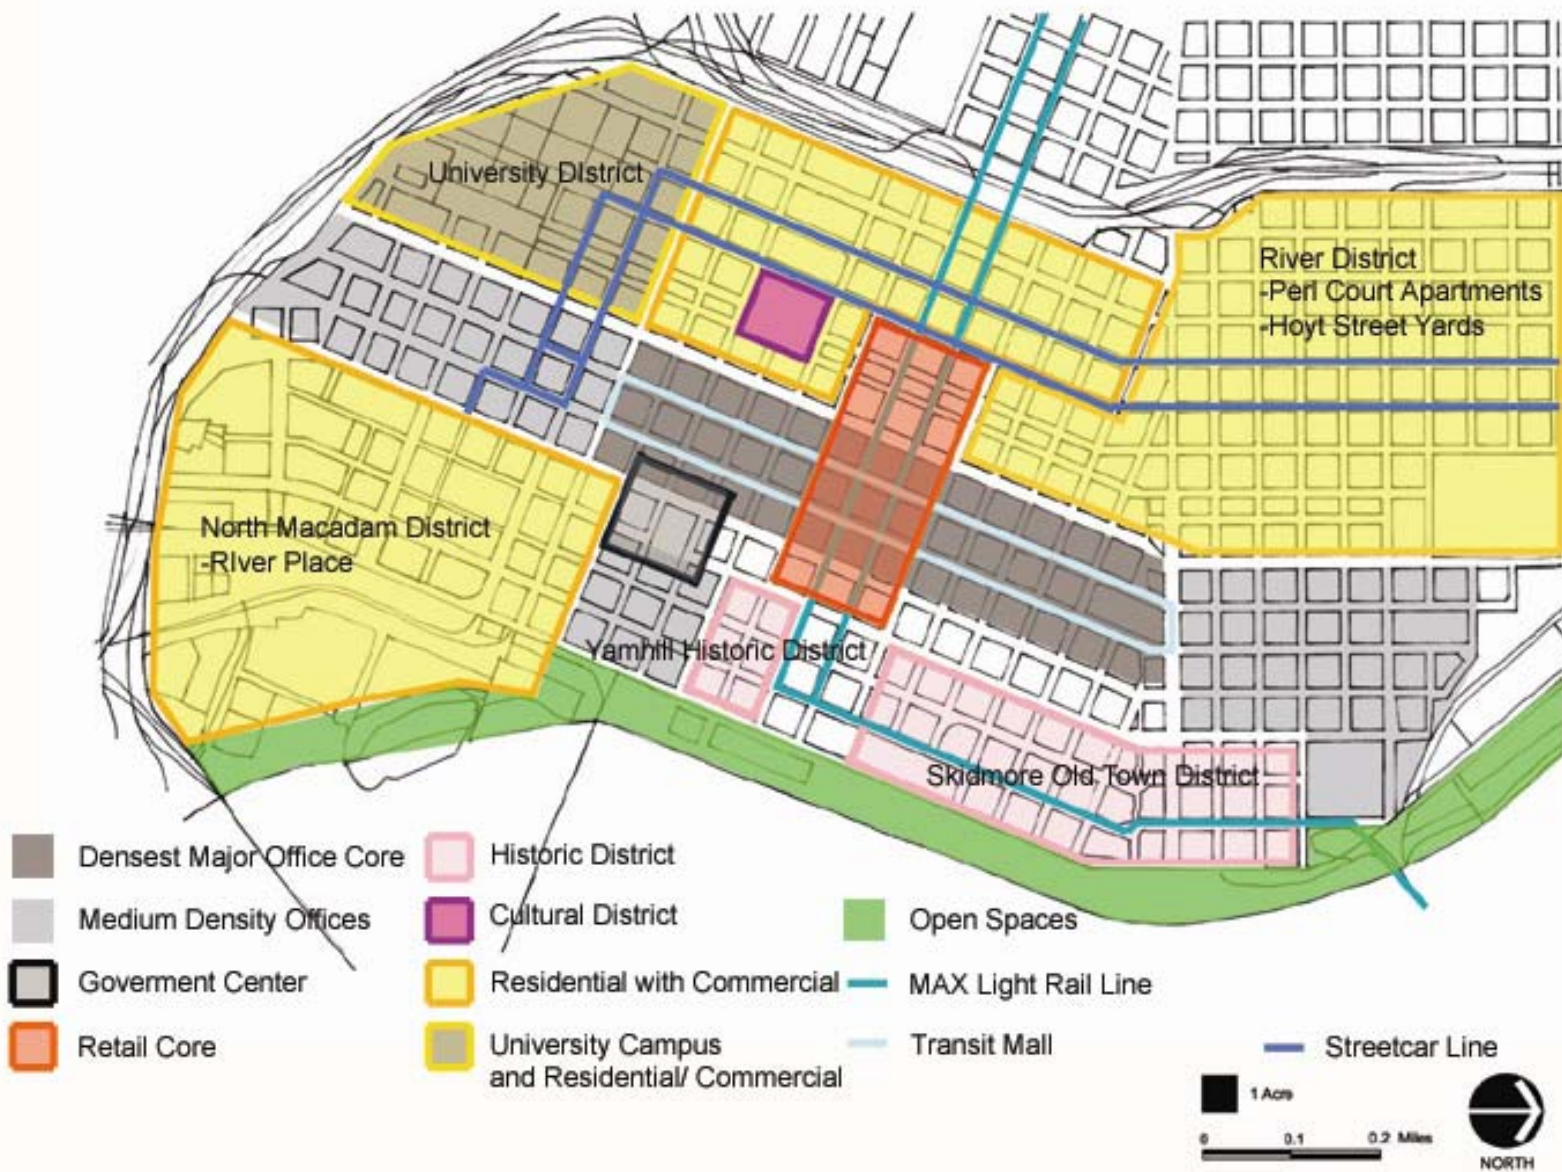 University DIstrict
River District
-Perl Court Apartments
-Hoyt Street Yards
North Macadam District
-RIver Place
Yamhill Historic District
Skidmore Old Town District
Densest Major Office Core
Medium Density Offices
Goverment Center
Retail Core
Historic District
Cultural District
Residential with Commercial
University Campus
and Residential/ Commercial
Open Spaces
MAX Light Rail Line
Transit Mall
Streetcar Line
1 Acre
0 0.1 0.2 Miles
NORTH